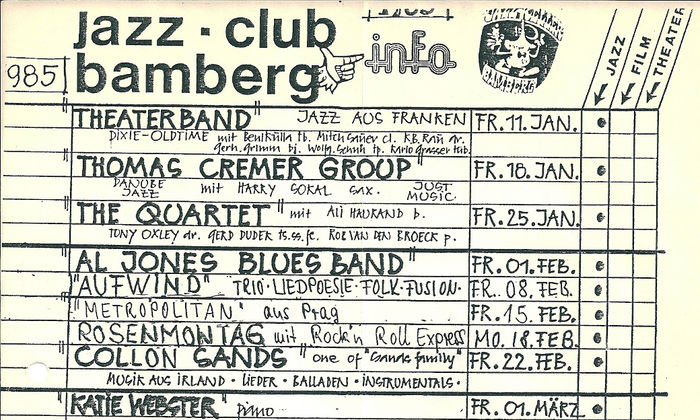 jazz · club
bamberg
info
JAZZ
FILM
THEATER
985
"THEATERBAND" JAZZ AUS FRANKEN FR. 11. JAN.
DIXIE-OLDTIME mit
"THOMAS CREMER GROUP" FR. 18. JAN.
DANUBE JAZZ mit HARRY SOKAL SAX. JUST MUSIC.
"THE QUARTET" mit Ali HAURAND b. FR. 25. JAN.
TONY OXLEY dr. GERD DUDEK ts.ss.fl. ROB VAN DEN BROECK p.
"AL JONES BLUES BAND" FR. 01. FEB.
"AUFWIND" TRIO · LIEDPOESIE · FOLK · FUSION · FR. 08. FEB.
"METROPOLITAN" aus Prag FR. 15. FEB.
ROSENMONTAG mit Rock'n Roll Express MO. 18. FEB.
"COLLON SANDS" one of "Sands family" FR. 22. FEB.
MUSIK AUS IRLAND · LIEDER · BALLADEN · INSTRUMENTALS ·
"KATIE WEBSTER" piano FR. 01. MÄRZ